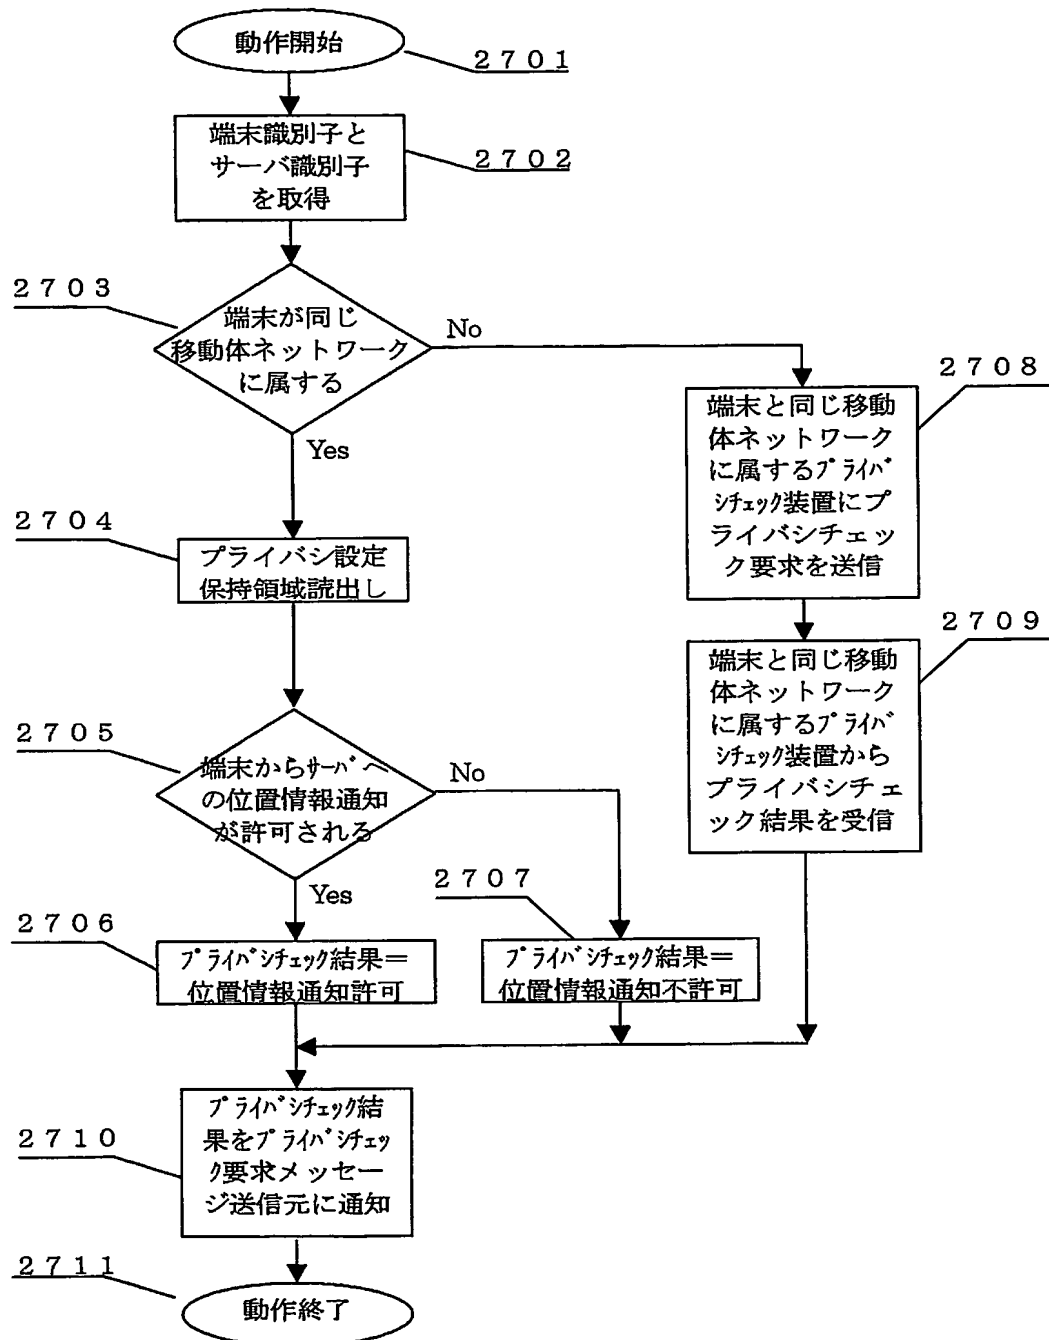 動作開始
２７０１
端末識別子と
サーバ識別子
を取得
２７０２
２７０３
端末が同じ
移動体ネットワーク
に属する
No
Yes
２７０８
端末と同じ移動
体ネットワーク
に属するﾌﾟﾗｲﾊﾞ
ｼﾁｪｯｸ装置にプ
ライバシチェッ
ク要求を送信
２７０４
プライバシ設定
保持領域読出し
２７０９
端末と同じ移動
体ネットワーク
に属するﾌﾟﾗｲﾊﾞ
ｼﾁｪｯｸ装置から
プライバシチェ
ック結果を受信
２７０５
端末からｻｰﾊﾞへ
の位置情報通知
が許可される
No
Yes
２７０６
ﾌﾟﾗｲﾊﾞｼﾁｪｯｸ結果＝
位置情報通知許可
２７０７
ﾌﾟﾗｲﾊﾞｼﾁｪｯｸ結果＝
位置情報通知不許可
２７１０
ﾌﾟﾗｲﾊﾞｼﾁｪｯｸ結
果をﾌﾟﾗｲﾊﾞｼﾁｪｯ
ｸ要求メッセー
ジ送信元に通知
２７１１
動作終了